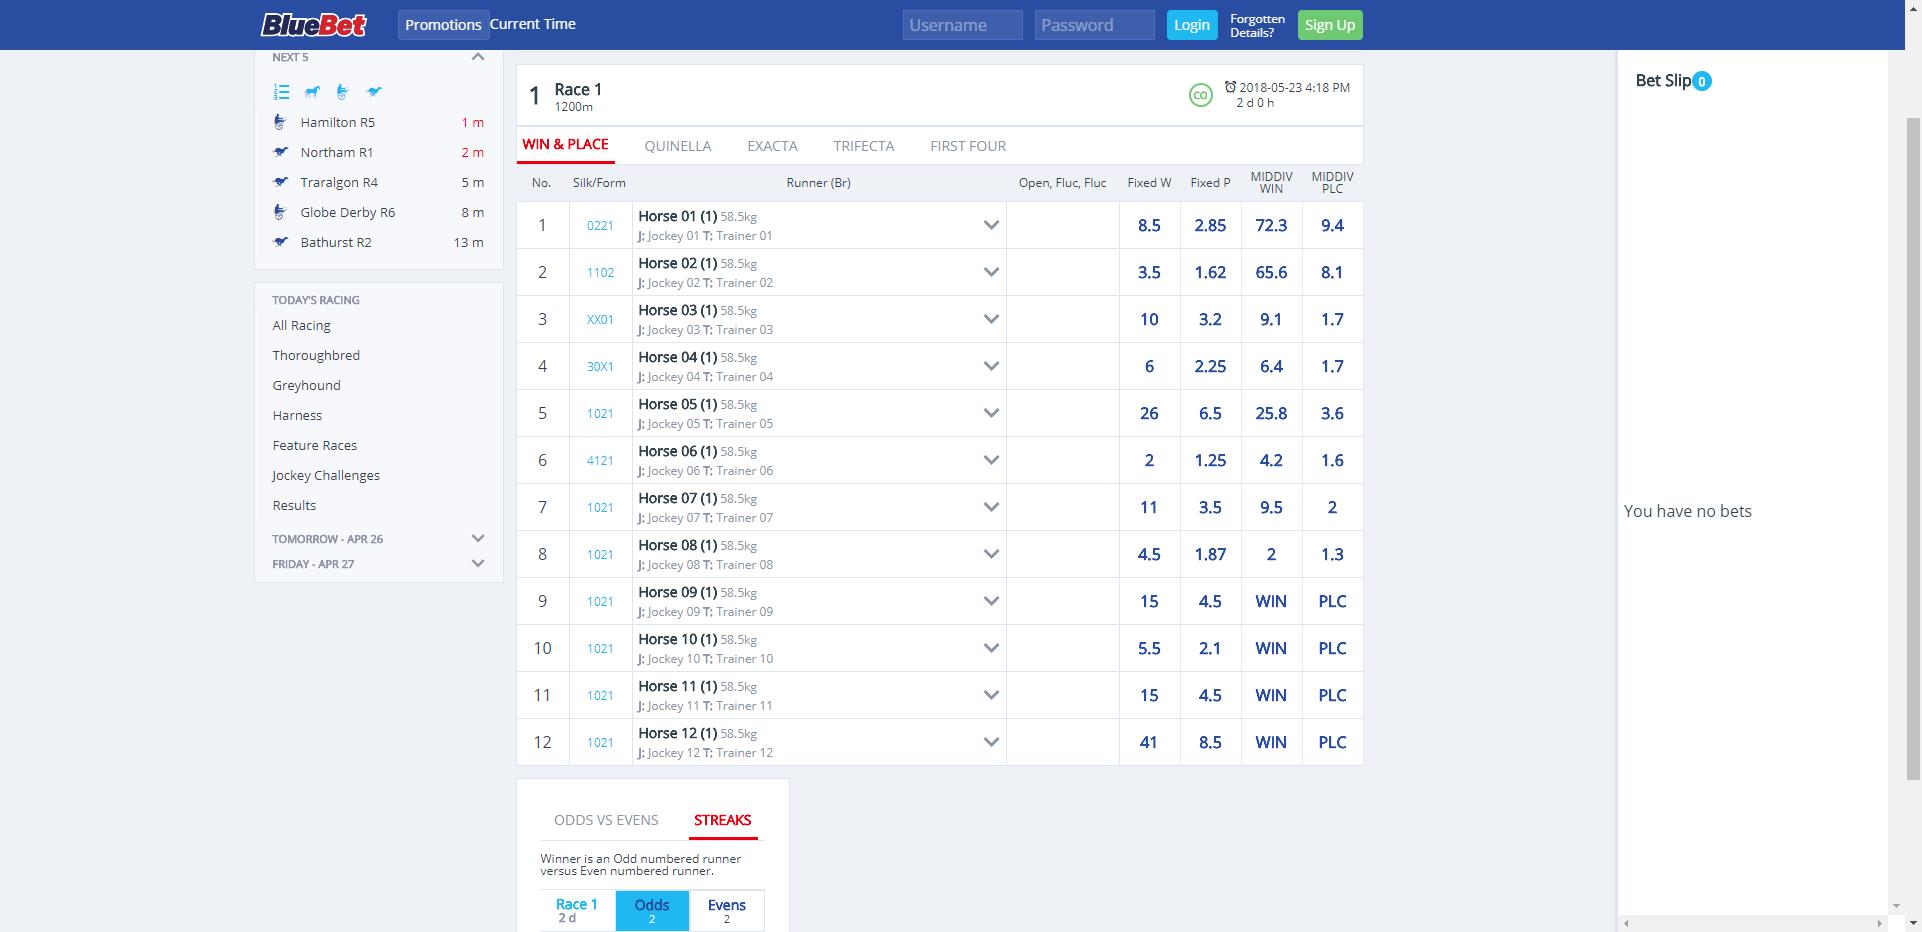 BlueBet Promotions Current Time Username Password Login Forgotten Details? Sign Up
NEXT 5
Hamilton R5 1 m
Northam R1 2 m
Traralgon R4 5 m
Globe Derby R6 8 m
Bathurst R2 13 m
TODAY'S RACING
All Racing
Thoroughbred
Greyhound
Harness
Feature Races
Jockey Challenges
Results
TOMORROW - APR 26
FRIDAY - APR 27
1 Race 1
1200m
CO 2018-05-23 4:18 PM
2 d 0 h
WIN & PLACE QUINELLA EXACTA TRIFECTA FIRST FOUR
No. Silk/Form Runner (Br) Open, Fluc, Fluc Fixed W Fixed P MIDDIV WIN MIDDIV PLC
1 0221 Horse 01 (1) 58.5kg 8.5 2.85 72.3 9.4
J: Jockey 01 T: Trainer 01
2 1102 Horse 02 (1) 58.5kg 3.5 1.62 65.6 8.1
J: Jockey 02 T: Trainer 02
3 XX01 Horse 03 (1) 58.5kg 10 3.2 9.1 1.7
J: Jockey 03 T: Trainer 03
4 30X1 Horse 04 (1) 58.5kg 6 2.25 6.4 1.7
J: Jockey 04 T: Trainer 04
5 1021 Horse 05 (1) 58.5kg 26 6.5 25.8 3.6
J: Jockey 05 T: Trainer 05
6 4121 Horse 06 (1) 58.5kg 2 1.25 4.2 1.6
J: Jockey 06 T: Trainer 06
7 1021 Horse 07 (1) 58.5kg 11 3.5 9.5 2
J: Jockey 07 T: Trainer 07
8 1021 Horse 08 (1) 58.5kg 4.5 1.87 2 1.3
J: Jockey 08 T: Trainer 08
9 1021 Horse 09 (1) 58.5kg 15 4.5 WIN PLC
J: Jockey 09 T: Trainer 09
10 1021 Horse 10 (1) 58.5kg 5.5 2.1 WIN PLC
J: Jockey 10 T: Trainer 10
11 1021 Horse 11 (1) 58.5kg 15 4.5 WIN PLC
J: Jockey 11 T: Trainer 11
12 1021 Horse 12 (1) 58.5kg 41 8.5 WIN PLC
J: Jockey 12 T: Trainer 12
ODDS VS EVENS STREAKS
Winner is an Odd numbered runner
versus Even numbered runner.
Race 1 Odds Evens
2 d 2 2
Bet Slip 0
You have no bets